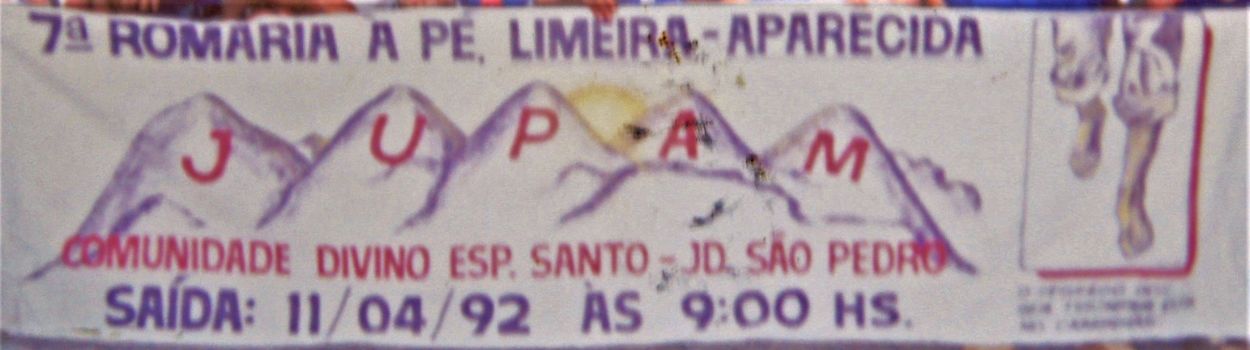 7ª ROMARIA A PÉ, LIMEIRA-APARECIDA
J U P A M
COMUNIDADE DIVINO ESP. SANTO - JD. SÃO PEDRO
SAÍDA: 11/04/92 ÀS 9:00 HS.